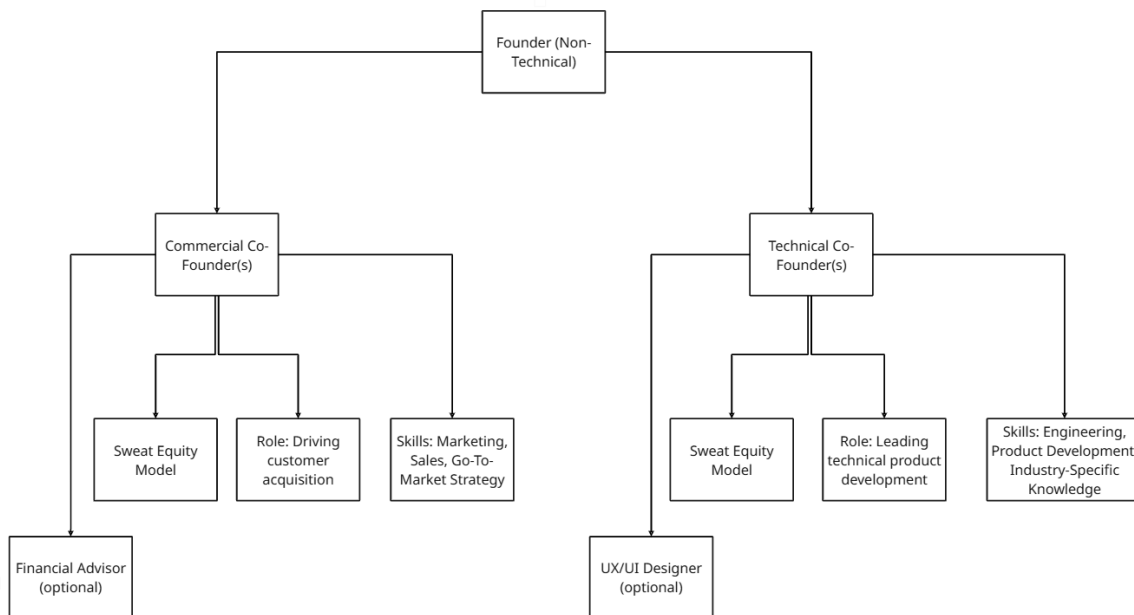 Founder (Non-
Technical)
Commercial Co-
Founder(s)
Technical Co-
Founder(s)
Sweat Equity
Model
Role: Driving
customer
acquisition
Skills: Marketing,
Sales, Go-To-
Market Strategy
Sweat Equity
Model
Role: Leading
technical product
development
Skills: Engineering,
Product Development,
Industry-Specific
Knowledge
Financial Advisor
(optional)
UX/UI Designer
(optional)